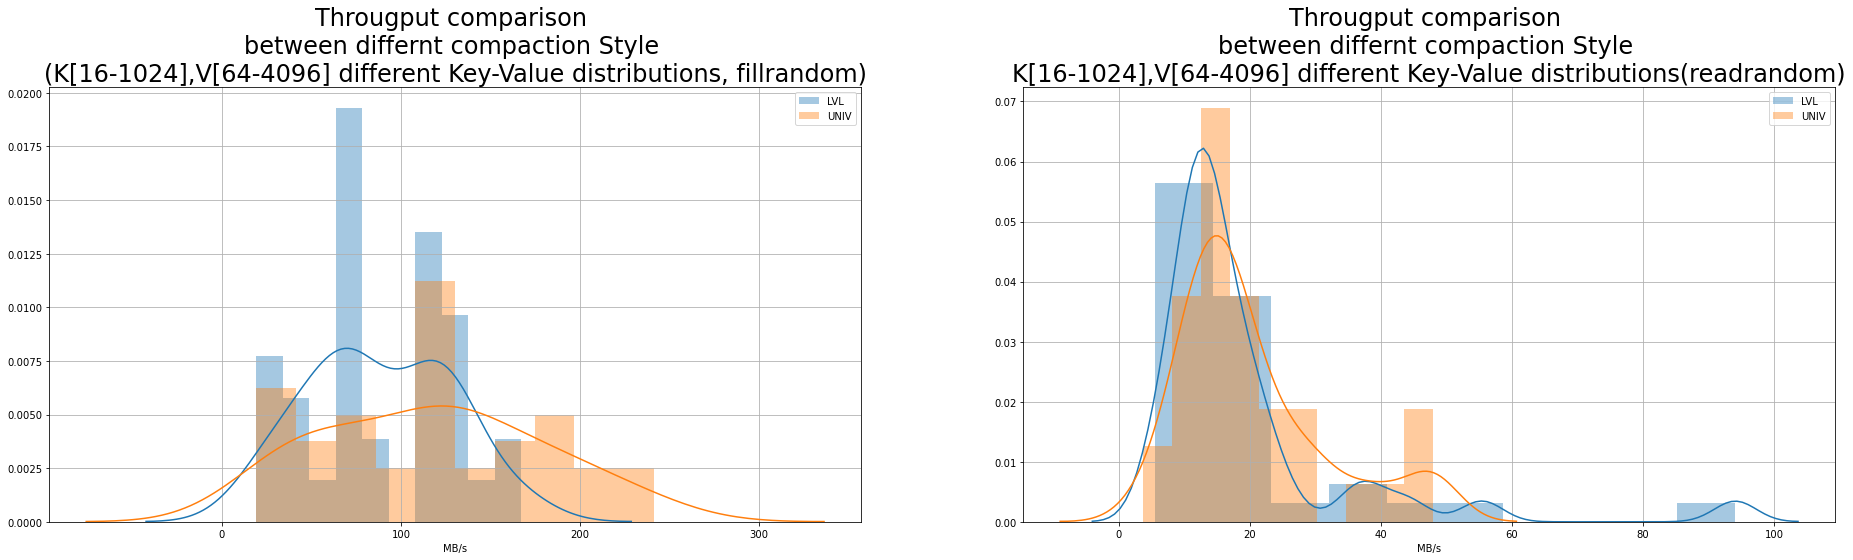 Througput comparison
between differnt compaction Style
(K[16-1024],V[64-4096] different Key-Value distributions, fillrandom)
0.0200
0.0175
0.0150
0.0125
0.0100
0.0075
0.0050
0.0025
0.0000
LVL
UNIV
0 100 200 300
MB/s
Througput comparison
between differnt compaction Style
K[16-1024],V[64-4096] different Key-Value distributions(readrandom)
0.07
0.06
0.05
0.04
0.03
0.02
0.01
0.00
LVL
UNIV
0 20 40 60 80 100
MB/s